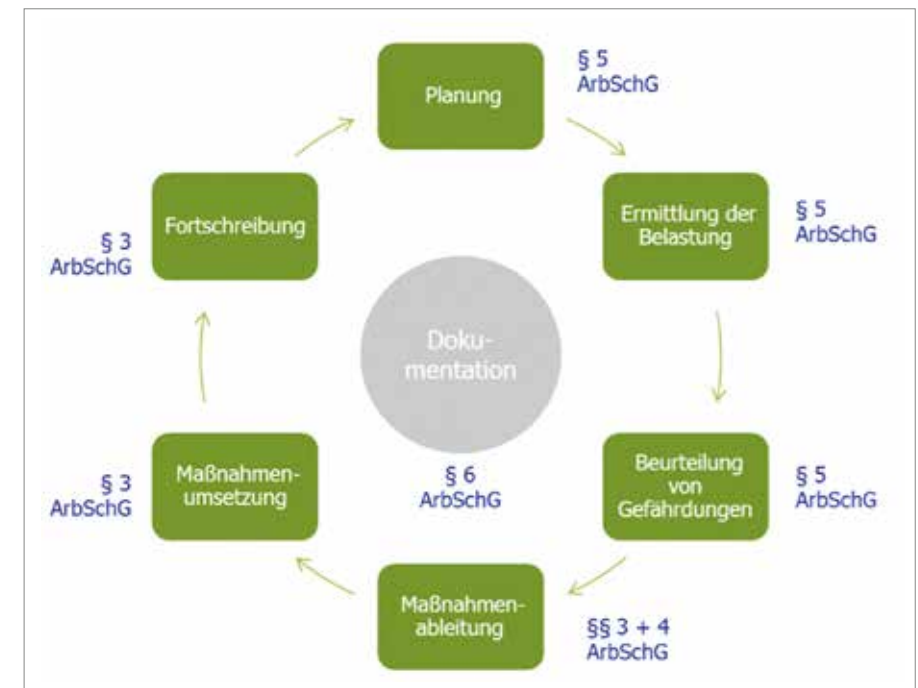 Planung
§ 5
ArbSchG
Ermittlung der
Belastung
§ 5
ArbSchG
Beurteilung
von
Gefährdungen
§ 5
ArbSchG
Maßnahmen-
ableitung
§§ 3 + 4
ArbSchG
Maßnahmen-
umsetzung
§ 3
ArbSchG
Fortschreibung
§ 3
ArbSchG
Doku-
mentation
§ 6
ArbSchG